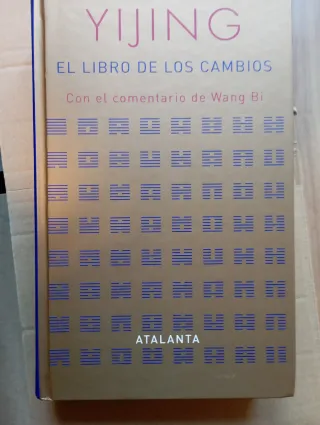 YIJING
EL LIBRO DE LOS CAMBIOS
Con el comentario de Wang Bi
ATALANTA